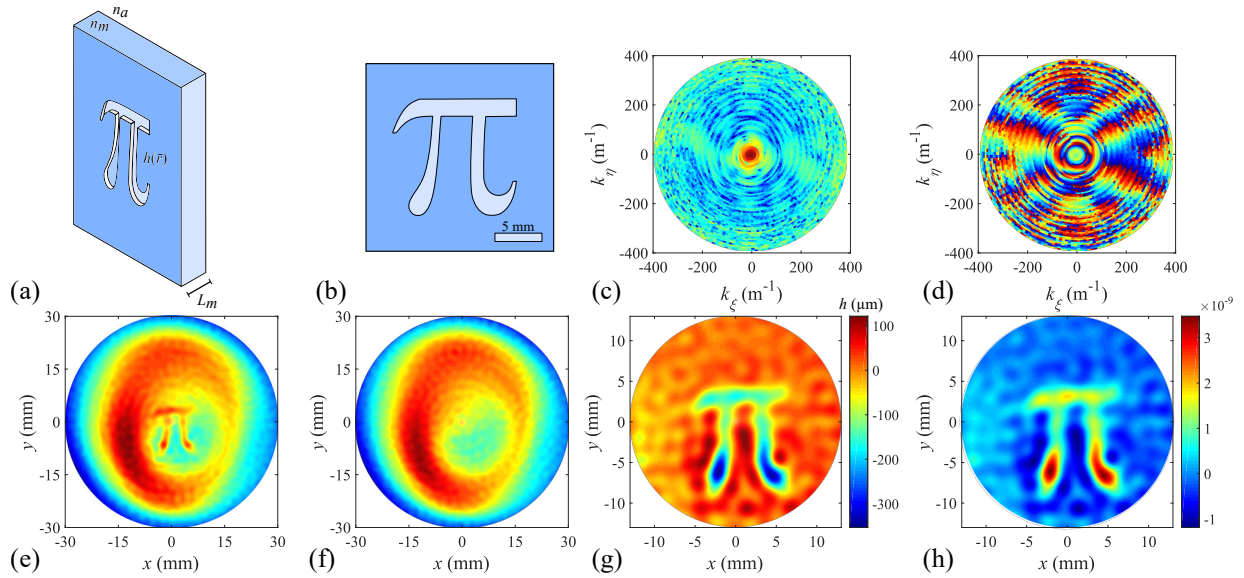 n_a
n_m
h(r̄)
L_m
(a)
5 mm
(b)
400
200
0
-200
-400
k_η (m⁻¹)
-400 -200 0 200 400
k_ξ (m⁻¹)
(c)
400
200
0
-200
-400
k_η (m⁻¹)
-400 -200 0 200 400
k_ξ (m⁻¹)
(d)
30
15
0
-15
-30
y (mm)
-30 -15 0 15 30
x (mm)
(e)
30
15
0
-15
-30
y (mm)
-30 -15 0 15 30
x (mm)
(f)
10
5
0
-5
-10
y (mm)
-10 -5 0 5 10
x (mm)
h (μm)
100
0
-100
-200
-300
(g)
10
5
0
-5
-10
y (mm)
-10 -5 0 5 10
x (mm)
×10⁻⁹
3
2
1
0
-1
(h)